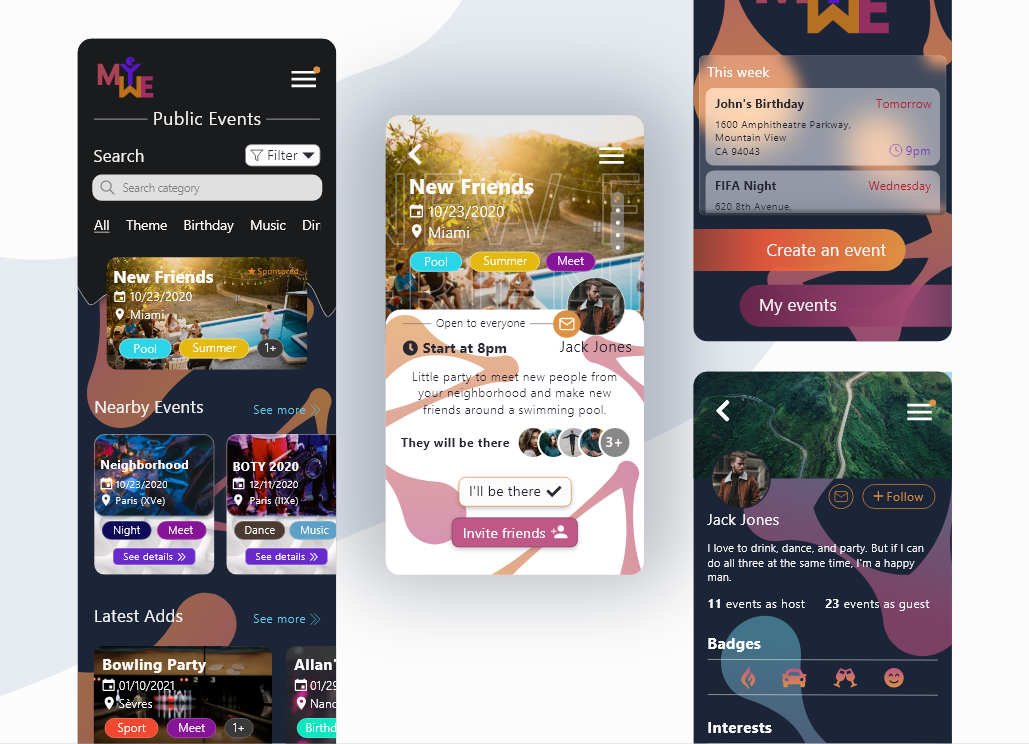 MYWE
Public Events
Search
Filter
Search category
All Theme Birthday Music Dir
New Friends
Sponsored
10/23/2020
Miami
Pool Summer 1+
Nearby Events
See more
Neighborhood
10/23/2020
Paris (XVe)
Night Meet
See details
BOTY 2020
12/11/2020
Paris (IIXe)
Dance Music
See details
Latest Adds
See more
Bowling Party
01/10/2021
Sèvres
Sport Meet 1+
Allan'
01/29
Nanc
Birthd
New Friends
10/23/2020
Miami
Pool Summer Meet
Open to everyone
Start at 8pm
Jack Jones
Little party to meet new people from
your neighborhood and make new
friends around a swimming pool.
They will be there
3+
I'll be there
Invite friends
WE
This week
John's Birthday
Tomorrow
1600 Amphitheatre Parkway,
Mountain View
CA 94043
9pm
FIFA Night
Wednesday
620 8th Avenue,
Create an event
My events
+ Follow
Jack Jones
I love to drink, dance, and party. But if I can
do all three at the same time, I'm a happy
man.
11 events as host 23 events as guest
Badges
Interests